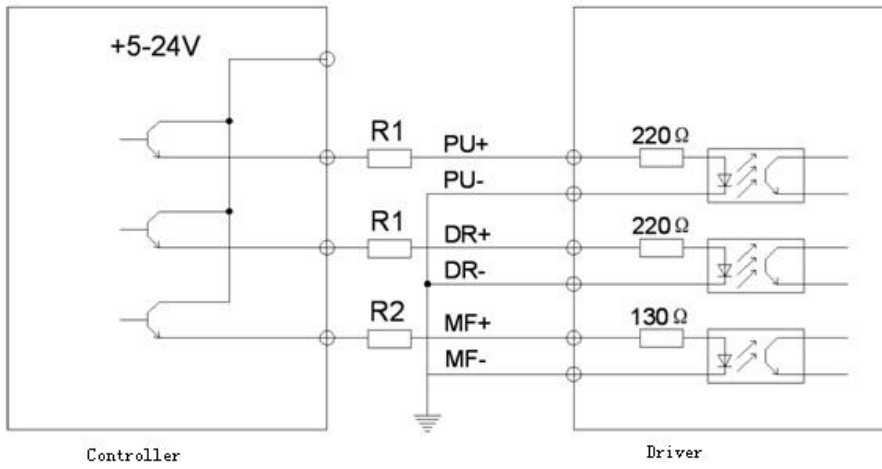 +5-24V
R1
PU+
220Ω
PU-
R1
DR+
220Ω
DR-
R2
MF+
130Ω
MF-
Controller
Driver